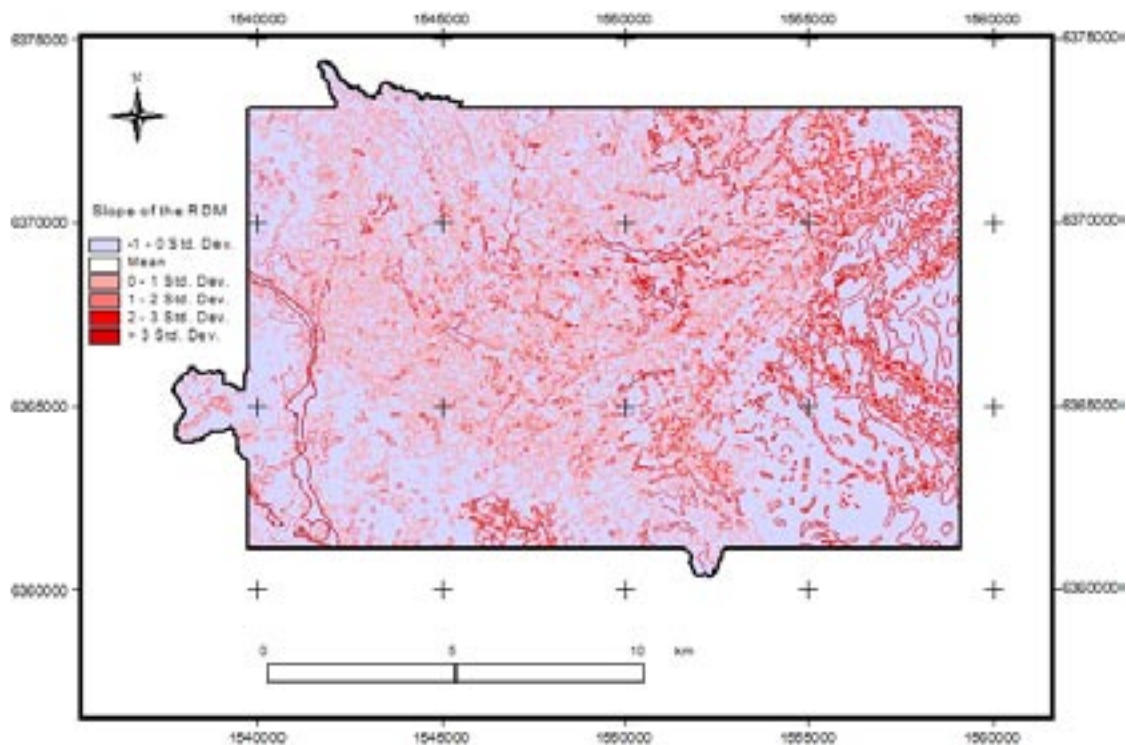 1540000 1545000 1550000 1555000 1560000
6375000 6375000
N
6370000 6370000
Slope of the RDM
-1 - 0 Std. Dev.
Mean
0 - 1 Std. Dev.
1 - 2 Std. Dev.
2 - 3 Std. Dev.
> 3 Std. Dev.
6365000 6365000
6360000 6360000
0 5 10 km
1540000 1545000 1550000 1555000 1560000